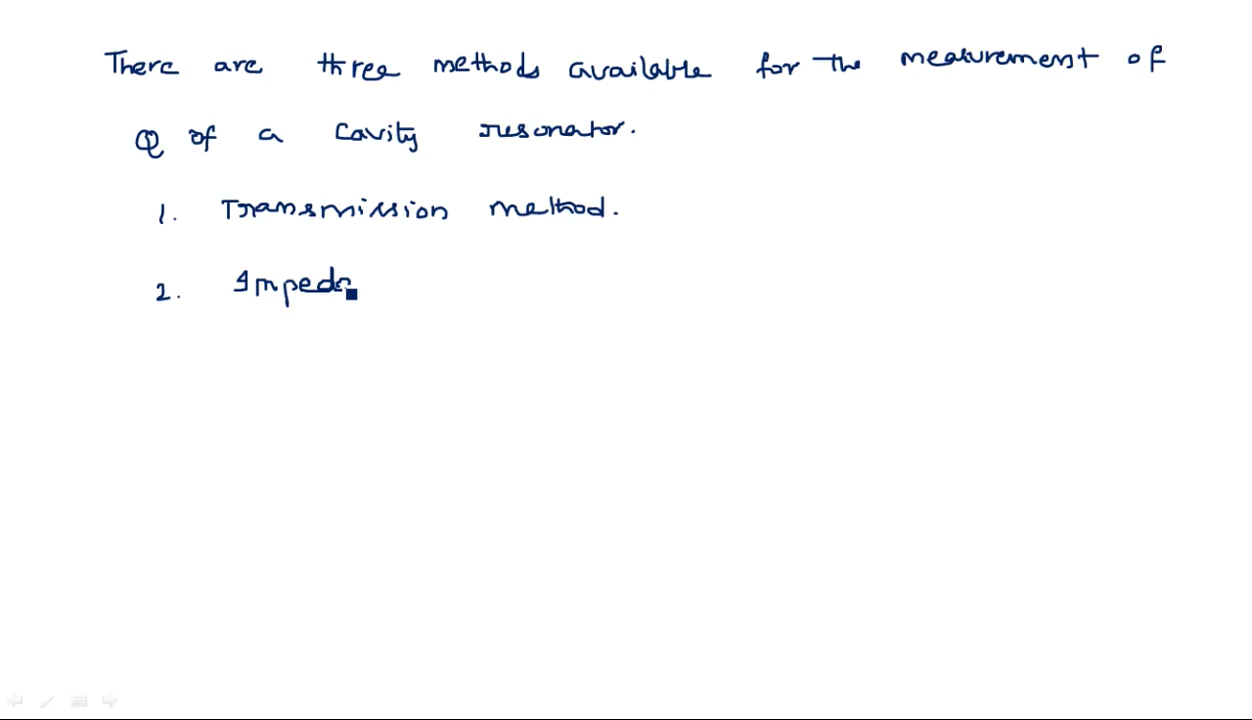 There are three methods available for the measurement of
Q of a cavity resonator.
1. Transmission method.
2. Impeda